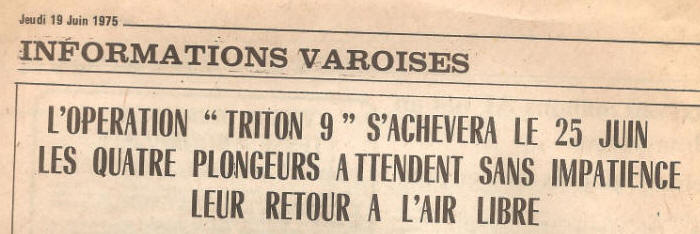 Jeudi 19 Juin 1975
INFORMATIONS VAROISES
L'OPERATION " TRITON 9 " S'ACHEVERA LE 25 JUIN
LES QUATRE PLONGEURS ATTENDENT SANS IMPATIENCE
LEUR RETOUR A L'AIR LIBRE